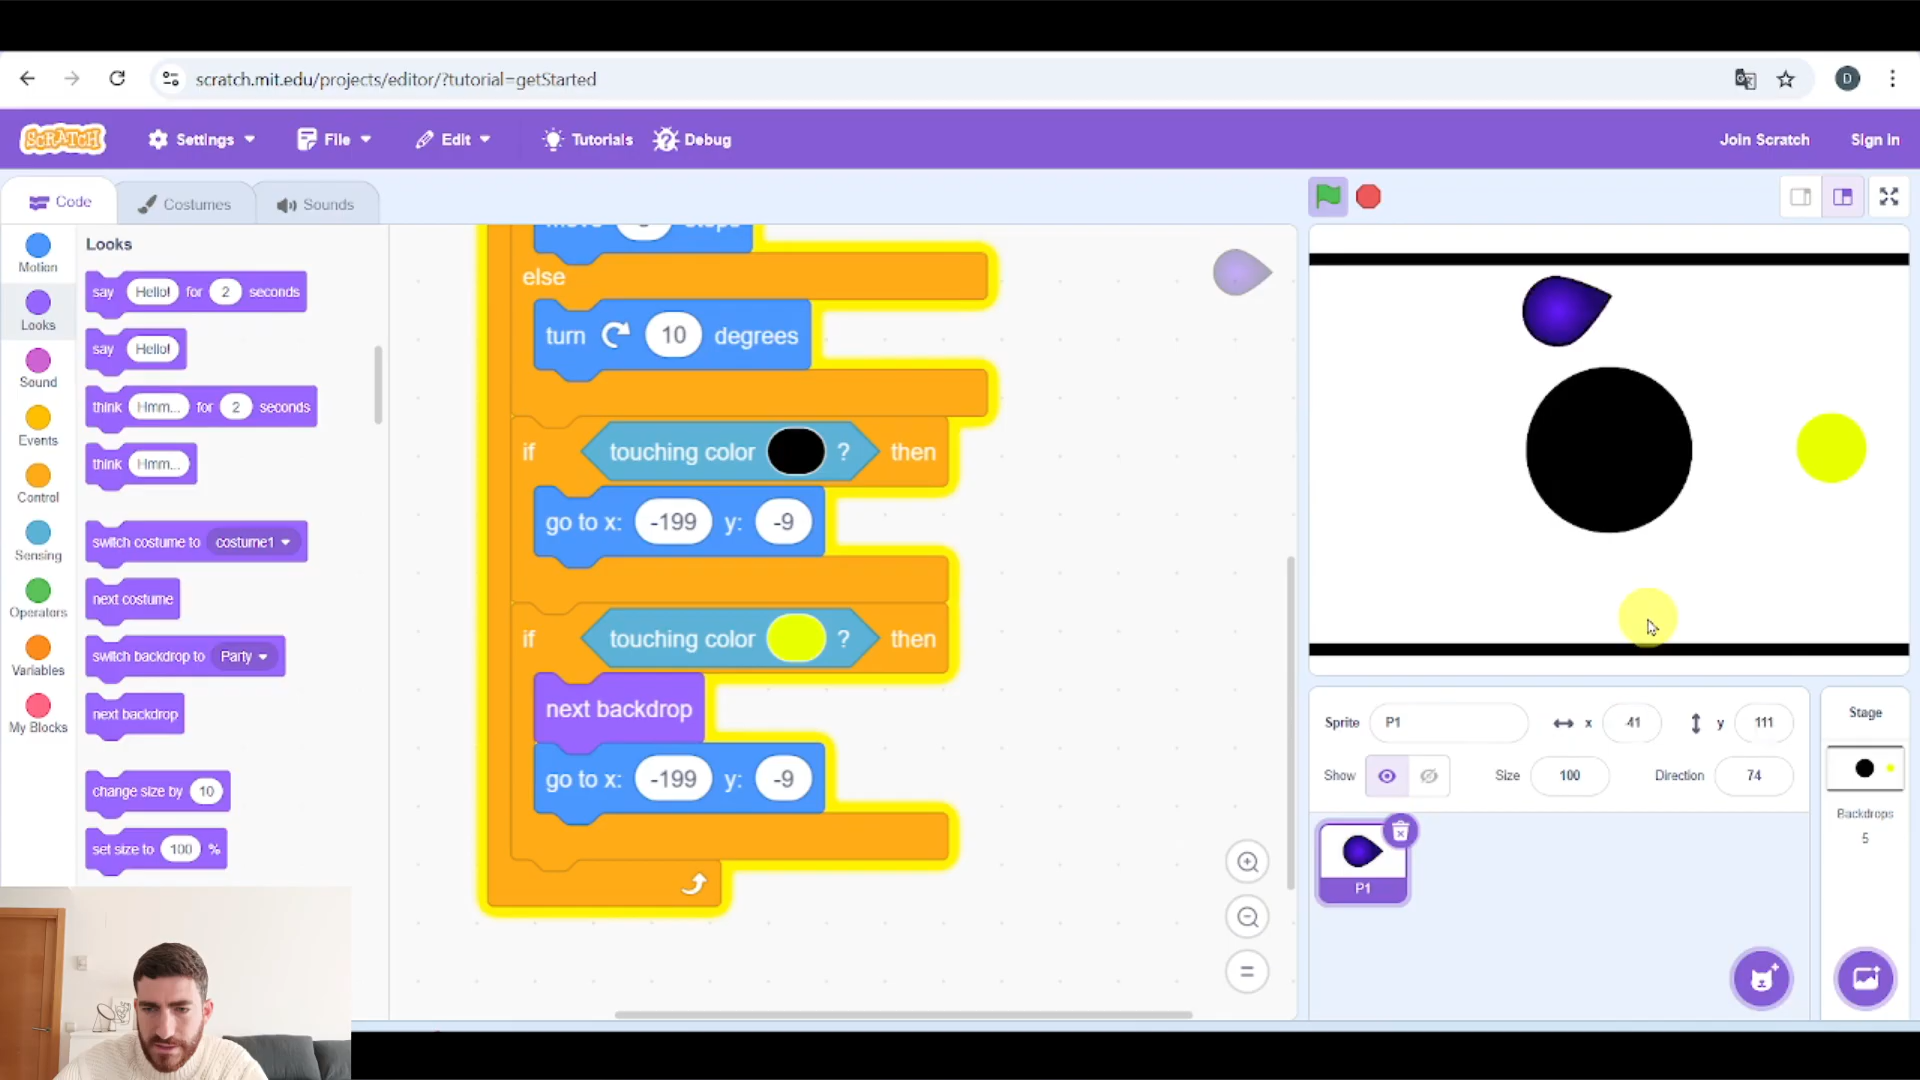 scratch.mit.edu/projects/editor/?tutorial=getStarted
D
SCRATCH
Settings
File
Edit
Tutorials
Debug
Join Scratch
Sign in
Code
Costumes
Sounds
Motion
Looks
Sound
Events
Control
Sensing
Operators
Variables
My Blocks
Looks
say Hello! for 2 seconds
say Hello!
think Hmm... for 2 seconds
think Hmm...
switch costume to costume1
next costume
switch backdrop to Party
next backdrop
change size by 10
set size to 100 %
else
turn 10 degrees
if touching color ? then
go to x: -199 y: -9
if touching color ? then
next backdrop
go to x: -199 y: -9
Sprite P1 x 41 y 111
Show Size 100 Direction 74
P1
Stage
Backdrops
5